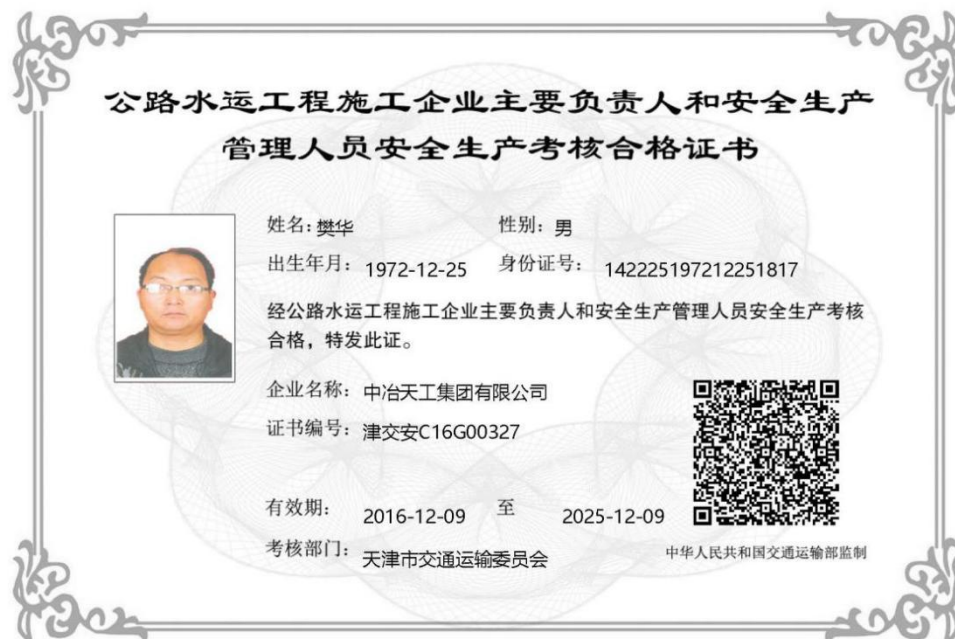 公路水运工程施工企业主要负责人和安全生产
管理人员安全生产考核合格证书
姓名：樊华 性别：男
出生年月：1972-12-25 身份证号：142225197212251817
经公路水运工程施工企业主要负责人和安全生产管理人员安全生产考核
合格，特发此证。
企业名称：中冶天工集团有限公司
证书编号：津交安C16G00327
有效期：2016-12-09 至 2025-12-09
考核部门：天津市交通运输委员会
中华人民共和国交通运输部监制